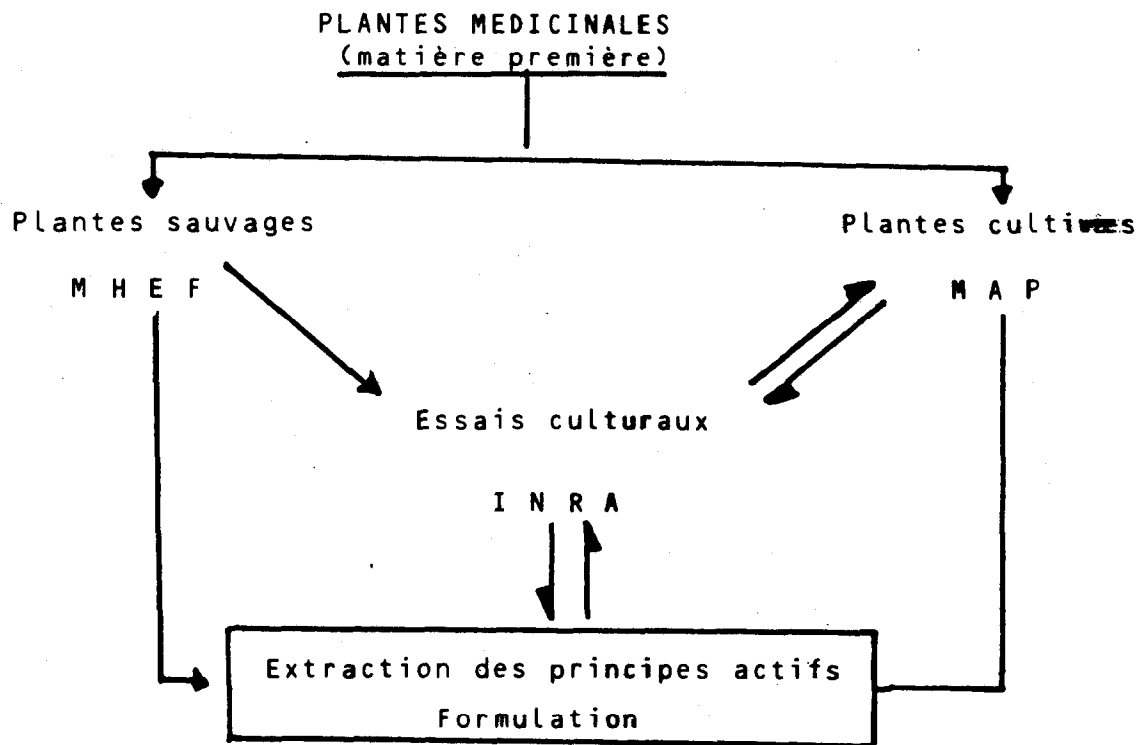 PLANTES MEDICINALES
(matière première)
Plantes sauvages
Plantes cultivées
M H E F
M A P
Essais culturaux
I N R A
Extraction des principes actifs
Formulation